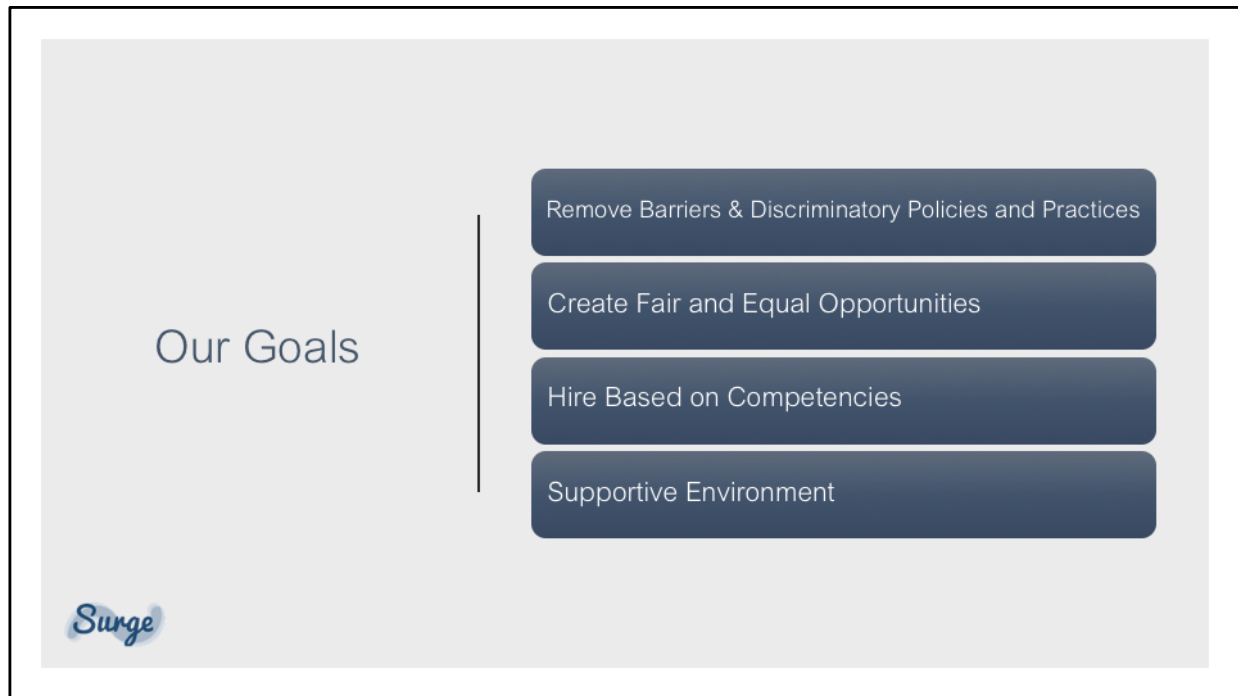 Our Goals
Remove Barriers & Discriminatory Policies and Practices
Create Fair and Equal Opportunities
Hire Based on Competencies
Supportive Environment
Surge